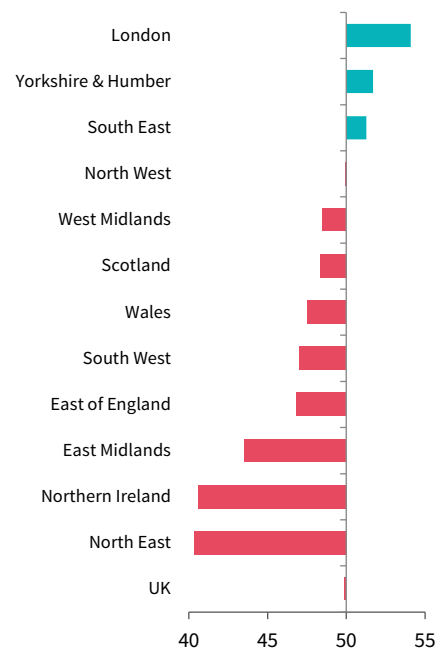 London
Yorkshire & Humber
South East
North West
West Midlands
Scotland
Wales
South West
East of England
East Midlands
Northern Ireland
North East
UK
40 45 50 55